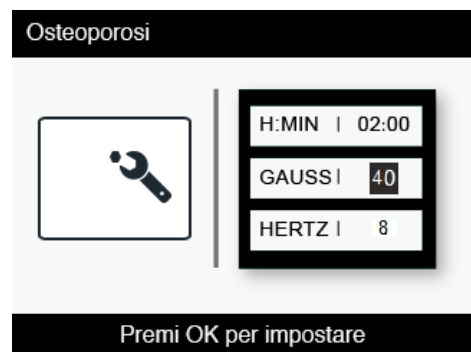 Osteoporosi
H:MIN | 02:00
GAUSS | 40
HERTZ | 8
Premi OK per impostare